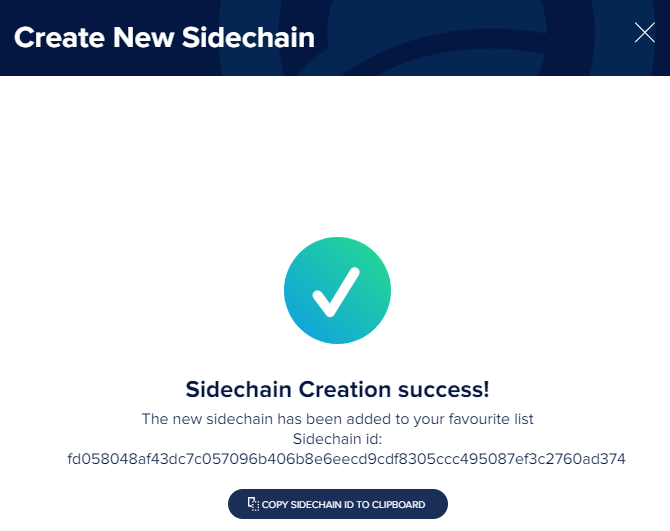 Create New Sidechain
Sidechain Creation success!
The new sidechain has been added to your favourite list
Sidechain id:
fd058048af43dc7c057096b406b8e6eecd9cdf8305ccc495087ef3c2760ad374
COPY SIDECHAIN ID TO CLIPBOARD